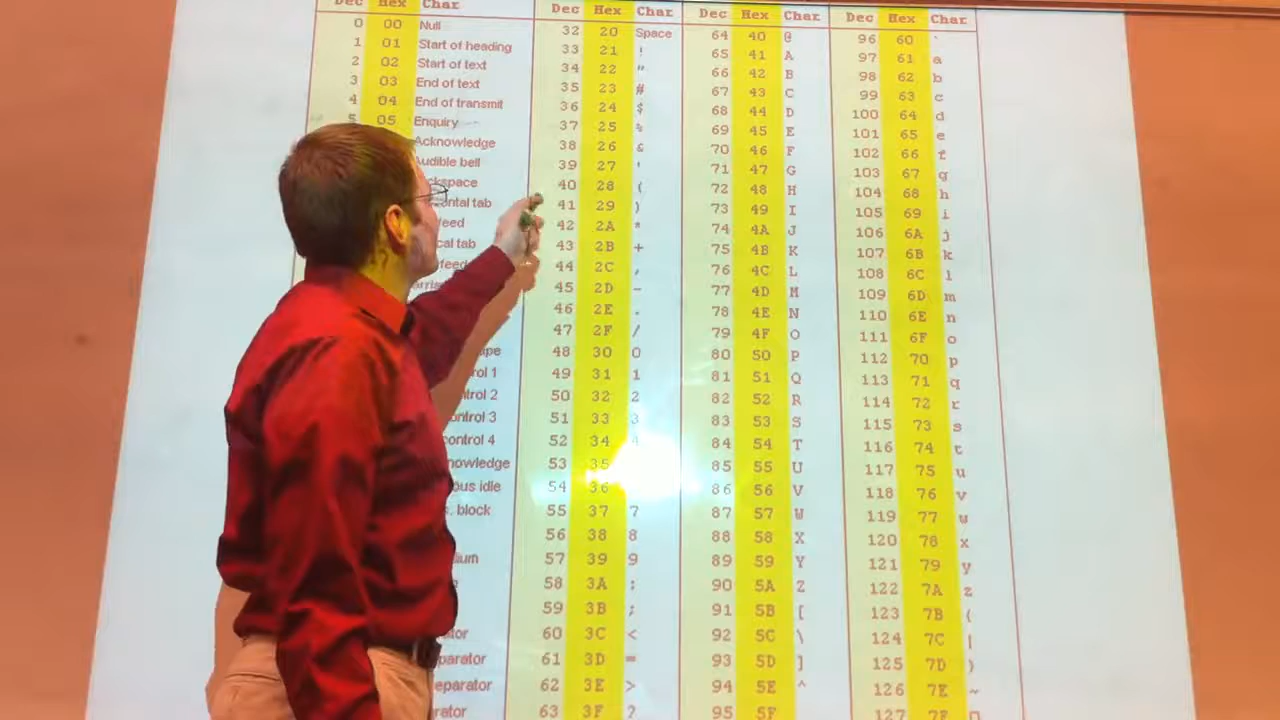 Dec Hex Char Dec Hex Char Dec Hex Char Dec Hex Char
0 00 Null 32 20 Space 64 40 @ 96 60 `
1 01 Start of heading 33 21 ! 65 41 A 97 61 a
2 02 Start of text 34 22 " 66 42 B 98 62 b
3 03 End of text 35 23 # 67 43 C 99 63 c
4 04 End of transmit 36 24 $ 68 44 D 100 64 d
5 05 Enquiry 37 25 % 69 45 E 101 65 e
Acknowledge 38 26 & 70 46 F 102 66 f
Audible bell 39 27 ' 71 47 G 103 67 g
ckspace 40 28 ( 72 48 H 104 68 h
ontal tab 41 29 ) 73 49 I 105 69 i
feed 42 2A * 74 4A J 106 6A j
cal tab 43 2B + 75 4B K 107 6B k
feed 44 2C , 76 4C L 108 6C l
45 2D - 77 4D M 109 6D m
46 2E . 78 4E N 110 6E n
47 2F / 79 4F O 111 6F o
ape 48 30 0 80 50 P 112 70 p
rol 1 49 31 1 81 51 Q 113 71 q
ntrol 2 50 32 2 82 52 R 114 72 r
ontrol 3 51 33 3 83 53 S 115 73 s
control 4 52 34 4 84 54 T 116 74 t
nowledge 53 35 85 55 U 117 75 u
ous idle 54 36 86 56 V 118 76 v
. block 55 37 7 87 57 W 119 77 w
56 38 8 88 58 X 120 78 x
dium 57 39 9 89 59 Y 121 79 y
58 3A : 90 5A Z 122 7A z
59 3B ; 91 5B [ 123 7B {
ator 60 3C < 92 5C \ 124 7C |
parator 61 3D = 93 5D ] 125 7D }
eparator 62 3E > 94 5E ^ 126 7E ~
rator 63 3F ? 95 5F 127 7F